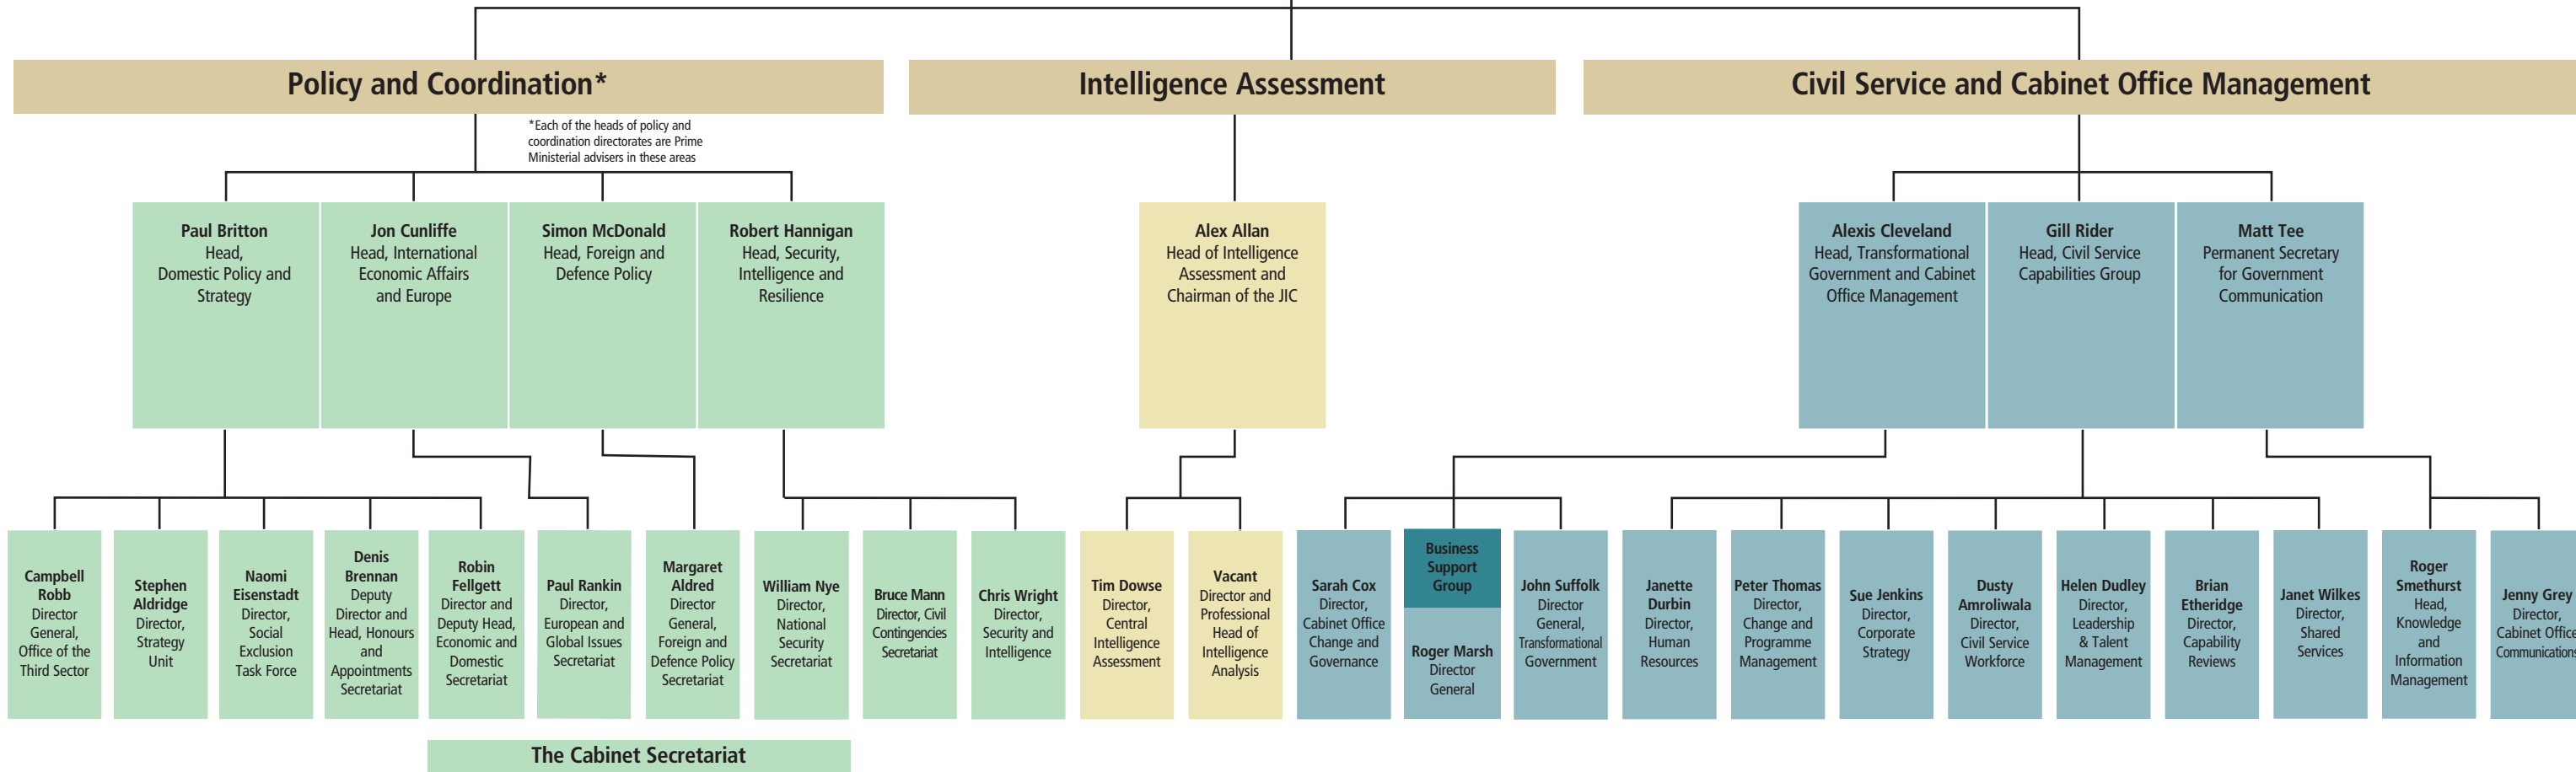 Policy and Coordination*
Intelligence Assessment
Civil Service and Cabinet Office Management
*Each of the heads of policy and
coordination directorates are Prime
Ministerial advisers in these areas
Paul Britton
Head,
Domestic Policy and
Strategy
Jon Cunliffe
Head, International
Economic Affairs
and Europe
Simon McDonald
Head, Foreign and
Defence Policy
Robert Hannigan
Head, Security,
Intelligence and
Resilience
Alex Allan
Head of Intelligence
Assessment and
Chairman of the JIC
Alexis Cleveland
Head, Transformational
Government and Cabinet
Office Management
Gill Rider
Head, Civil Service
Capabilities Group
Matt Tee
Permanent Secretary
for Government
Communication
Campbell
Robb
Director
General,
Office of the
Third Sector
Stephen
Aldridge
Director,
Strategy
Unit
Naomi
Eisenstadt
Director,
Social
Exclusion
Task Force
Denis
Brennan
Deputy
Director and
Head, Honours
and
Appointments
Secretariat
Robin
Fellgett
Director and
Deputy Head,
Economic and
Domestic
Secretariat
Paul Rankin
Director,
European and
Global Issues
Secretariat
Margaret
Aldred
Director
General,
Foreign and
Defence Policy
Secretariat
William Nye
Director,
National
Security
Secretariat
Bruce Mann
Director, Civil
Contingencies
Secretariat
Chris Wright
Director,
Security and
Intelligence
Tim Dowse
Director,
Central
Intelligence
Assessment
Vacant
Director and
Professional
Head of
Intelligence
Analysis
Sarah Cox
Director,
Cabinet Office
Change and
Governance
Business
Support
Group
Roger Marsh
Director
General
John Suffolk
Director
General,
Transformational
Government
Janette
Durbin
Director,
Human
Resources
Peter Thomas
Director,
Change and
Programme
Management
Sue Jenkins
Director,
Corporate
Strategy
Dusty
Amroliwala
Director,
Civil Service
Workforce
Helen Dudley
Director,
Leadership
& Talent
Management
Brian
Etheridge
Director,
Capability
Reviews
Janet Wilkes
Director,
Shared
Services
Roger
Smethurst
Head,
Knowledge
and
Information
Management
Jenny Grey
Director,
Cabinet Office
Communications
The Cabinet Secretariat